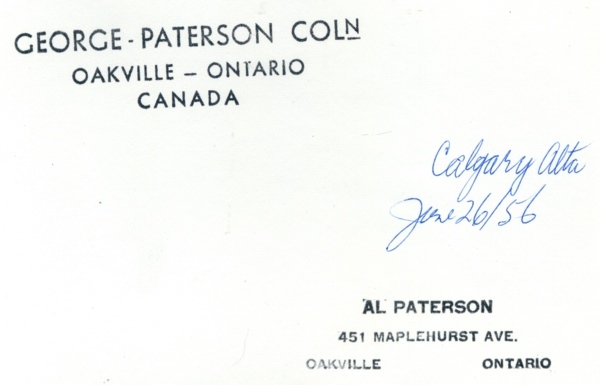 GEORGE-PATERSON COLN
OAKVILLE — ONTARIO
CANADA
Calgary Alta
June 26/56
AL PATERSON
451 MAPLEHURST AVE.
OAKVILLE ONTARIO